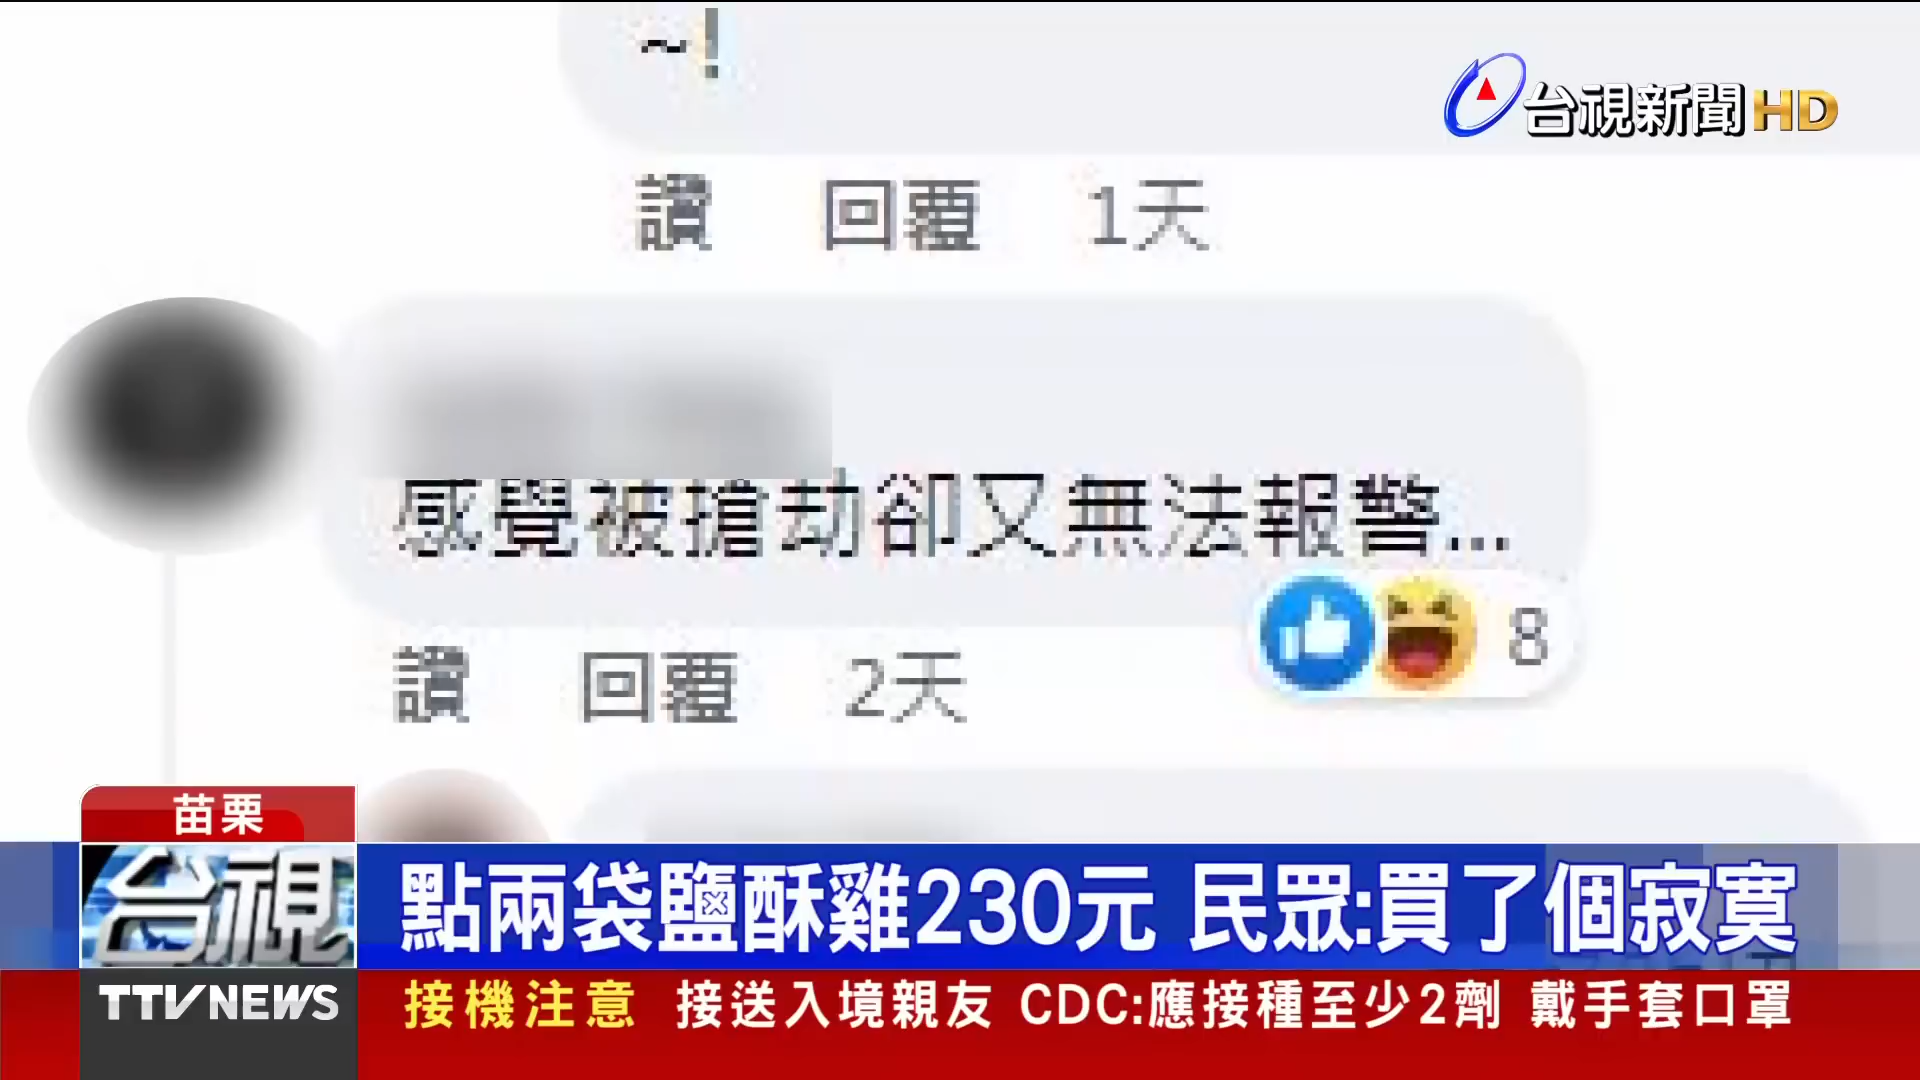 ~!
台視新聞HD
讚 回覆 1天
感覺被搶劫卻又無法報警...
8
讚 回覆 2天
苗栗
台視
點兩袋鹽酥雞230元 民眾:買了個寂寞
TTV NEWS
接機注意 接送入境親友 CDC:應接種至少2劑 戴手套口罩